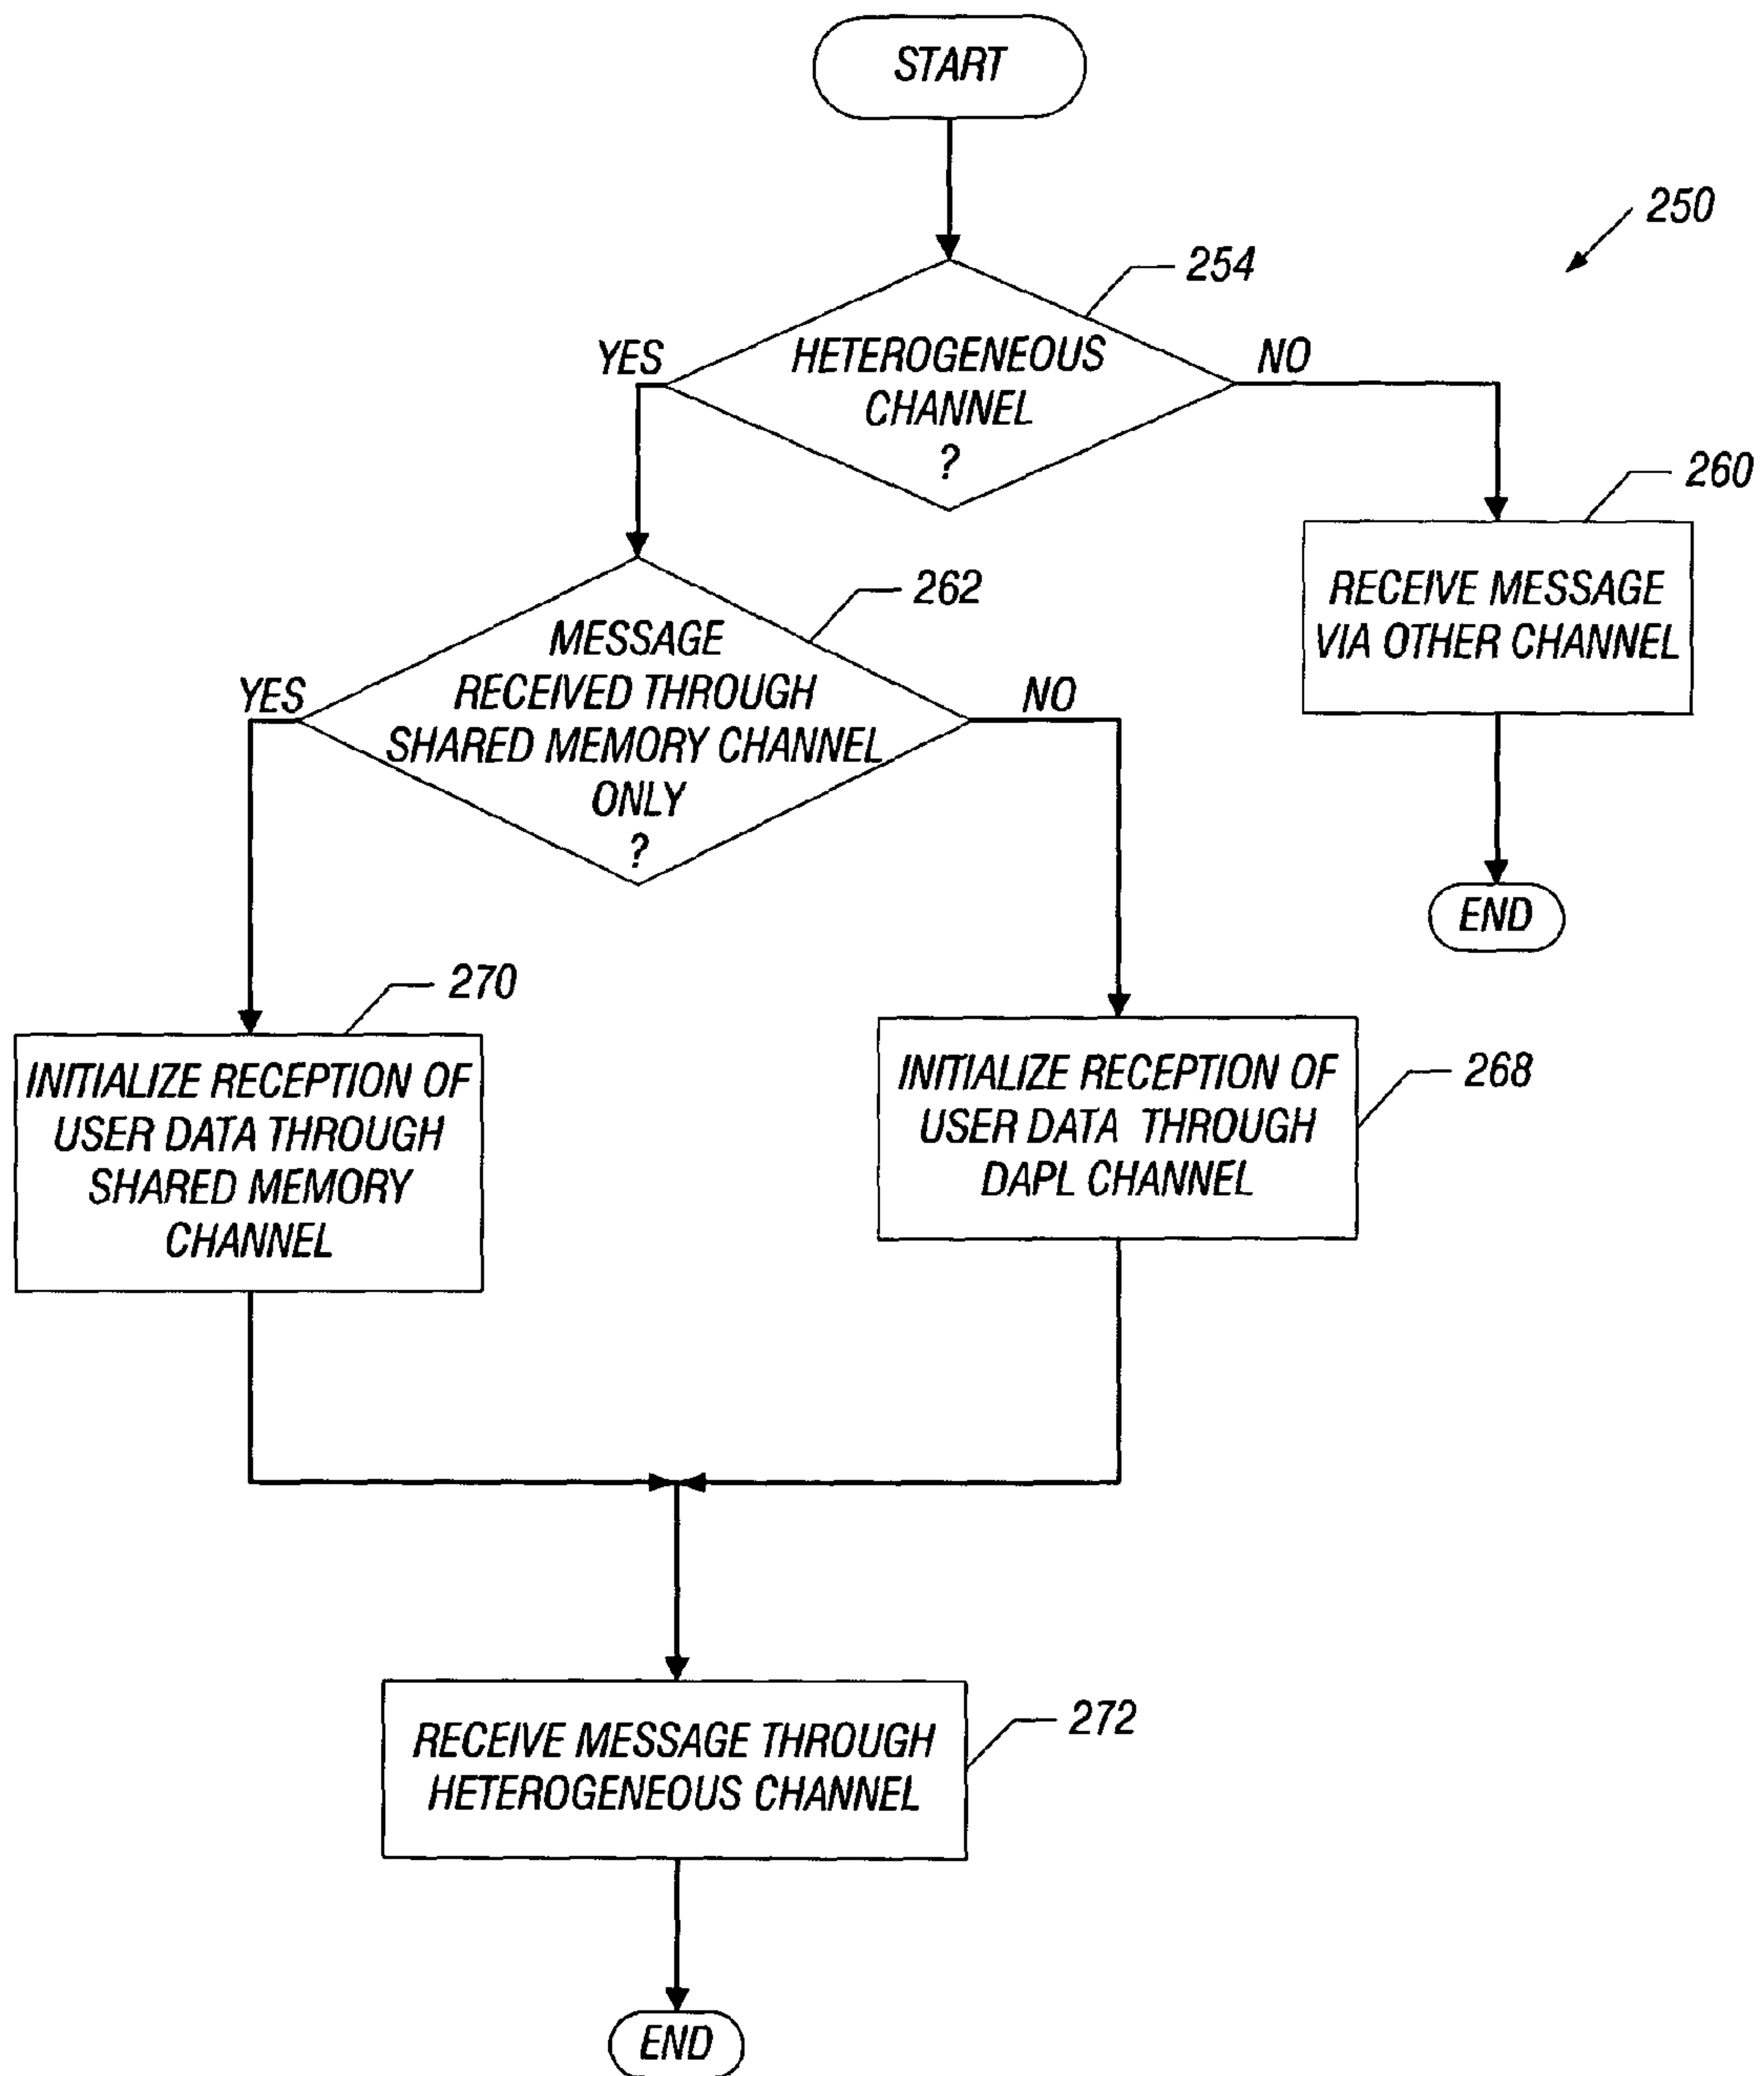 START
250
254
YES
HETEROGENEOUS
CHANNEL
?
NO
260
RECEIVE MESSAGE
VIA OTHER CHANNEL
END
262
YES
MESSAGE
RECEIVED THROUGH
SHARED MEMORY CHANNEL
ONLY
?
NO
270
INITIALIZE RECEPTION OF
USER DATA THROUGH
SHARED MEMORY
CHANNEL
268
INITIALIZE RECEPTION OF
USER DATA THROUGH
DAPL CHANNEL
272
RECEIVE MESSAGE THROUGH
HETEROGENEOUS CHANNEL
END